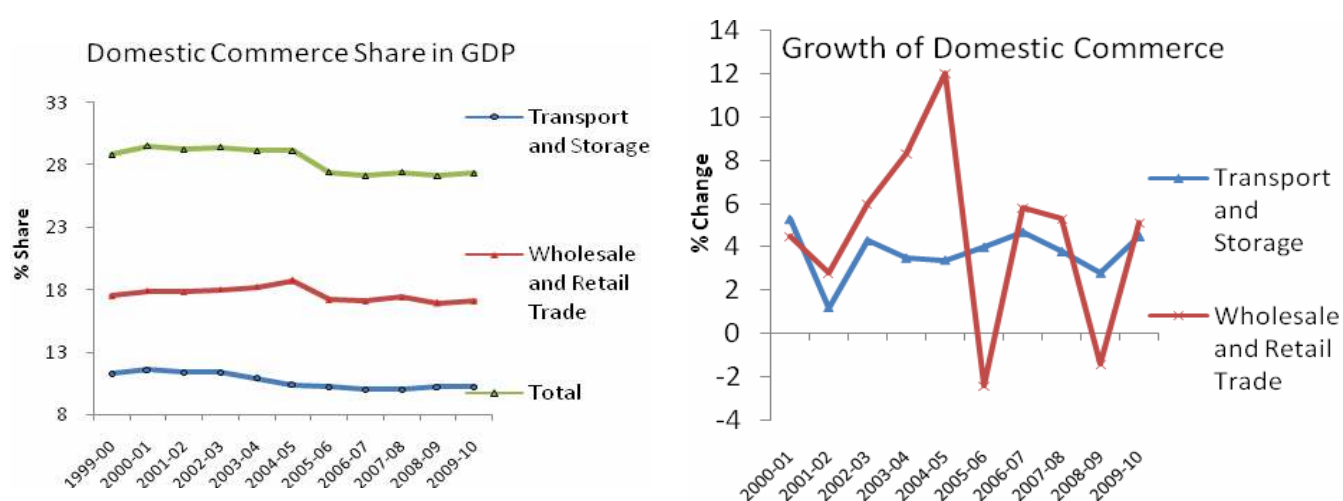 Domestic Commerce Share in GDP
% Share
33
28
23
18
13
8
1999-00
2000-01
2001-02
2002-03
2003-04
2004-05
2005-06
2006-07
2007-08
2008-09
2009-10
Transport
and Storage
Wholesale
and Retail
Trade
Total
Growth of Domestic Commerce
% Change
14
12
10
8
6
4
2
0
-2
-4
2000-01
2001-02
2002-03
2003-04
2004-05
2005-06
2006-07
2007-08
2008-09
2009-10
Transport
and
Storage
Wholesale
and Retail
Trade